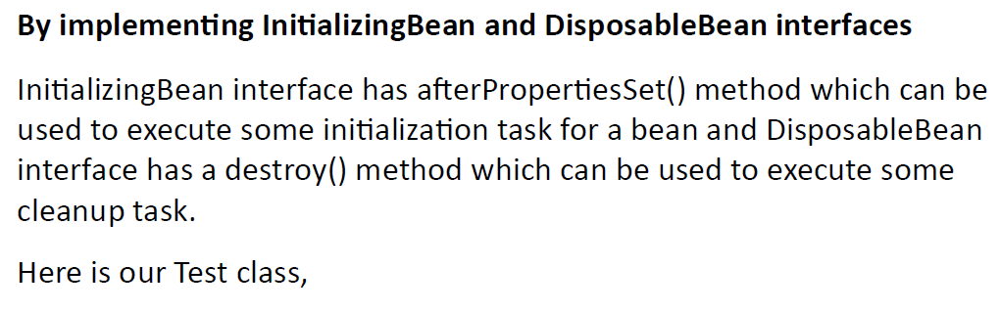 By implementing InitializingBean and DisposableBean interfaces
InitializingBean interface has afterPropertiesSet() method which can be
used to execute some initialization task for a bean and DisposableBean
interface has a destroy() method which can be used to execute some
cleanup task.
Here is our Test class,